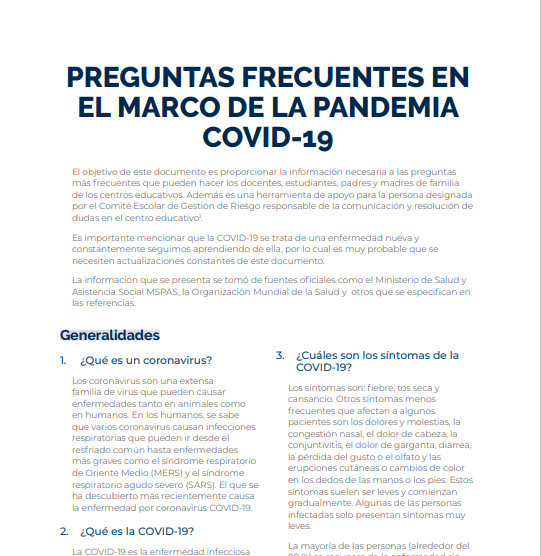 PREGUNTAS FRECUENTES EN
EL MARCO DE LA PANDEMIA
COVID-19
El objetivo de este documento es proporcionar la información necesaria a las preguntas
más frecuentes que pueden hacer los docentes, estudiantes, padres y madres de familia
de los centros educativos. Además es una herramienta de apoyo para la persona designada
por el Comité Escolar de Gestión de Riesgo responsable de la comunicación y resolución de
dudas en el centro educativo¹.
Es importante mencionar que la COVID-19 se trata de una enfermedad nueva y
constantemente seguimos aprendiendo de ella, por lo cual es muy probable que se
necesiten actualizaciones constantes de este documento.
La información que se presenta se tomó de fuentes oficiales como el Ministerio de Salud y
Asistencia Social MSPAS, la Organización Mundial de la Salud y otros que se especifican en
las referencias.
Generalidades
1. ¿Qué es un coronavirus?
Los coronavirus son una extensa
familia de virus que pueden causar
enfermedades tanto en animales como
en humanos. En los humanos, se sabe
que varios coronavirus causan infecciones
respiratorias que pueden ir desde el
resfriado común hasta enfermedades
más graves como el síndrome respiratorio
de Oriente Medio (MERS) y el síndrome
respiratorio agudo severo (SARS). El que se
ha descubierto más recientemente causa
la enfermedad por coronavirus COVID-19.
2. ¿Qué es la COVID-19?
La COVID-19 es la enfermedad infecciosa
3. ¿Cuáles son los síntomas de la
COVID-19?
Los síntomas son: fiebre, tos seca y
cansancio. Otros síntomas menos
frecuentes que afectan a algunos
pacientes son los dolores y molestias, la
congestión nasal, el dolor de cabeza, la
conjuntivitis, el dolor de garganta, diarrea,
la pérdida del gusto o el olfato y las
erupciones cutáneas o cambios de color
en los dedos de las manos o los pies. Estos
síntomas suelen ser leves y comienzan
gradualmente. Algunas de las personas
infectadas solo presentan síntomas muy
leves.
La mayoría de las personas (alrededor del